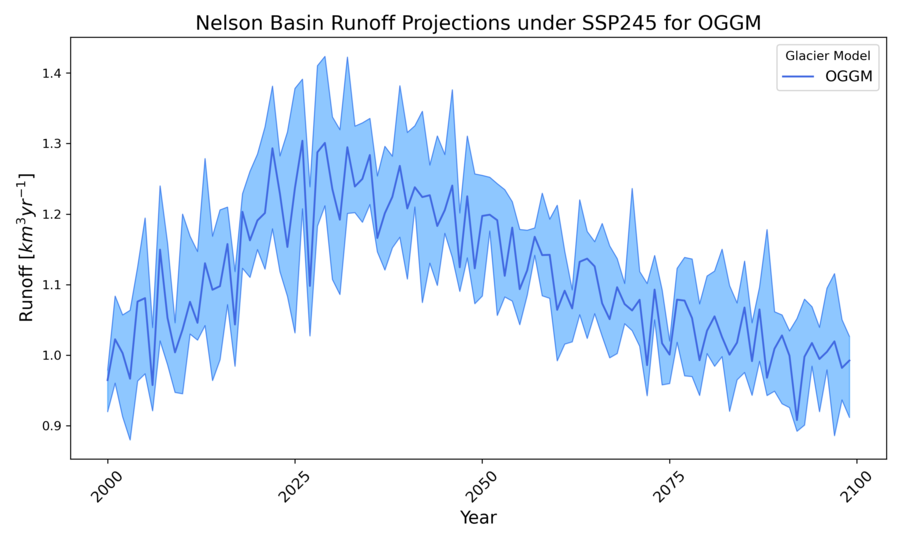 Nelson Basin Runoff Projections under SSP245 for OGGM
Glacier Model
OGGM
Runoff [km³yr⁻¹]
1.4
1.3
1.2
1.1
1.0
0.9
2000
2025
2050
2075
2100
Year